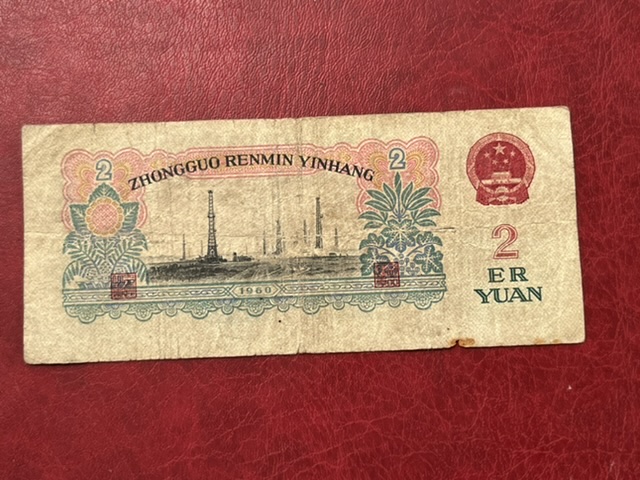 2
2
ZHONGGUO RENMIN YINHANG
2
ER
YUAN
1960